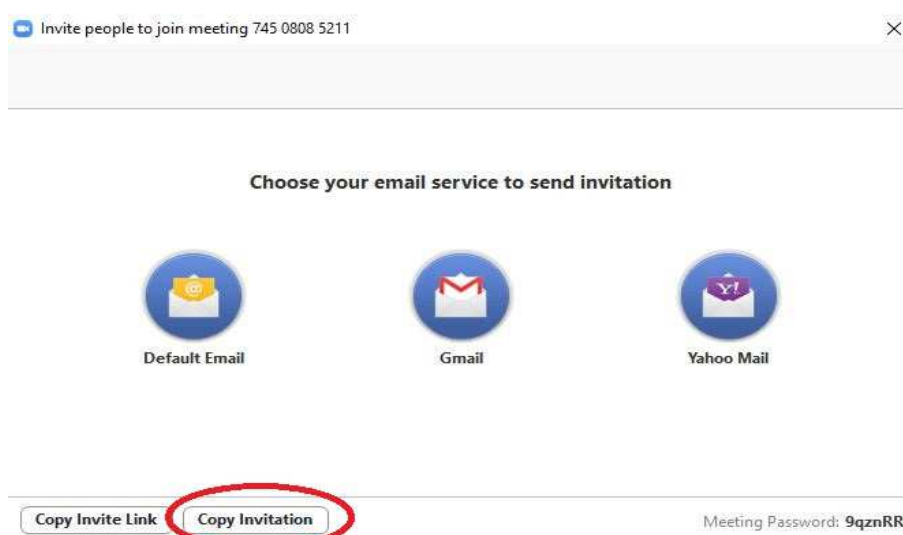 Invite people to join meeting 745 0808 5211
Choose your email service to send invitation
@
Y!
Default Email Gmail Yahoo Mail
Copy Invite Link Copy Invitation Meeting Password: 9qznRR